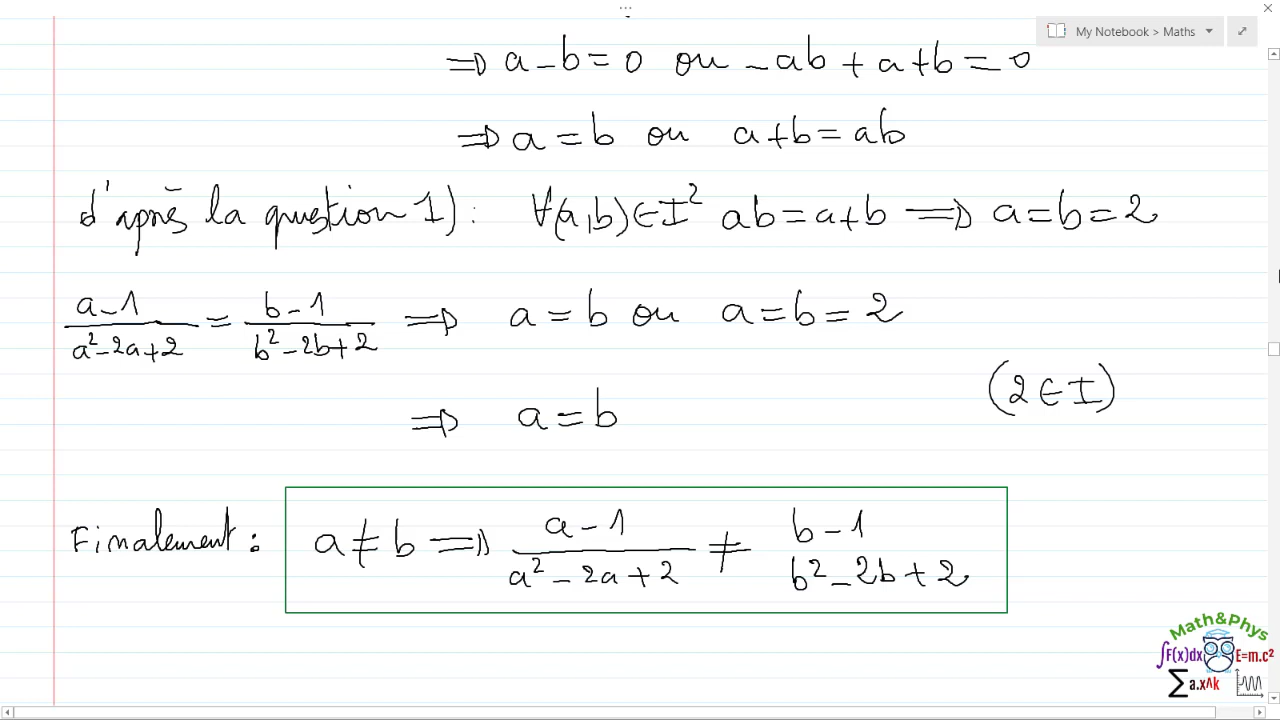 My Notebook > Maths
⇒ a - b = 0 ou - ab + a + b = 0
⇒ a = b ou a + b = ab
d'après la question 1) : ∀(a,b) ∈ I² ab = a + b ⇒ a = b = 2
(a - 1)/(a² - 2a + 2) = (b - 1)/(b² - 2b + 2) ⇒ a = b ou a = b = 2
(2 ∈ I)
⇒ a = b
Finalement : a ≠ b ⇒ (a - 1)/(a² - 2a + 2) ≠ b - 1 b² - 2b + 2
Math&Phys
∫F(x)dx E=m.c²
∑ a.x^k